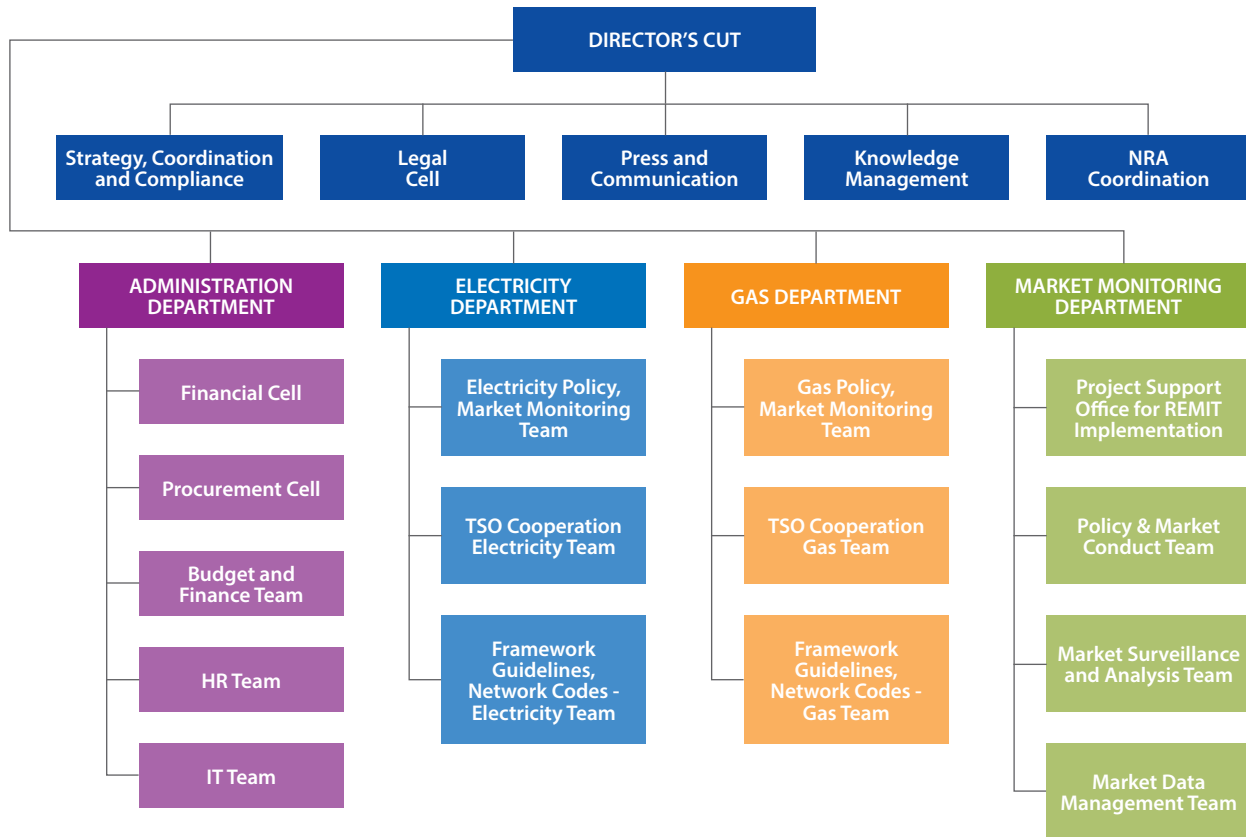 DIRECTOR'S CUT
Strategy, Coordination
and Compliance
Legal
Cell
Press and
Communication
Knowledge
Management
NRA
Coordination
ADMINISTRATION
DEPARTMENT
Financial Cell
Procurement Cell
Budget and
Finance Team
HR Team
IT Team
ELECTRICITY
DEPARTMENT
Electricity Policy,
Market Monitoring
Team
TSO Cooperation
Electricity Team
Framework
Guidelines,
Network Codes -
Electricity Team
GAS DEPARTMENT
Gas Policy,
Market Monitoring
Team
TSO Cooperation
Gas Team
Framework
Guidelines,
Network Codes -
Gas Team
MARKET MONITORING
DEPARTMENT
Project Support
Office for REMIT
Implementation
Policy & Market
Conduct Team
Market Surveillance
and Analysis Team
Market Data
Management Team